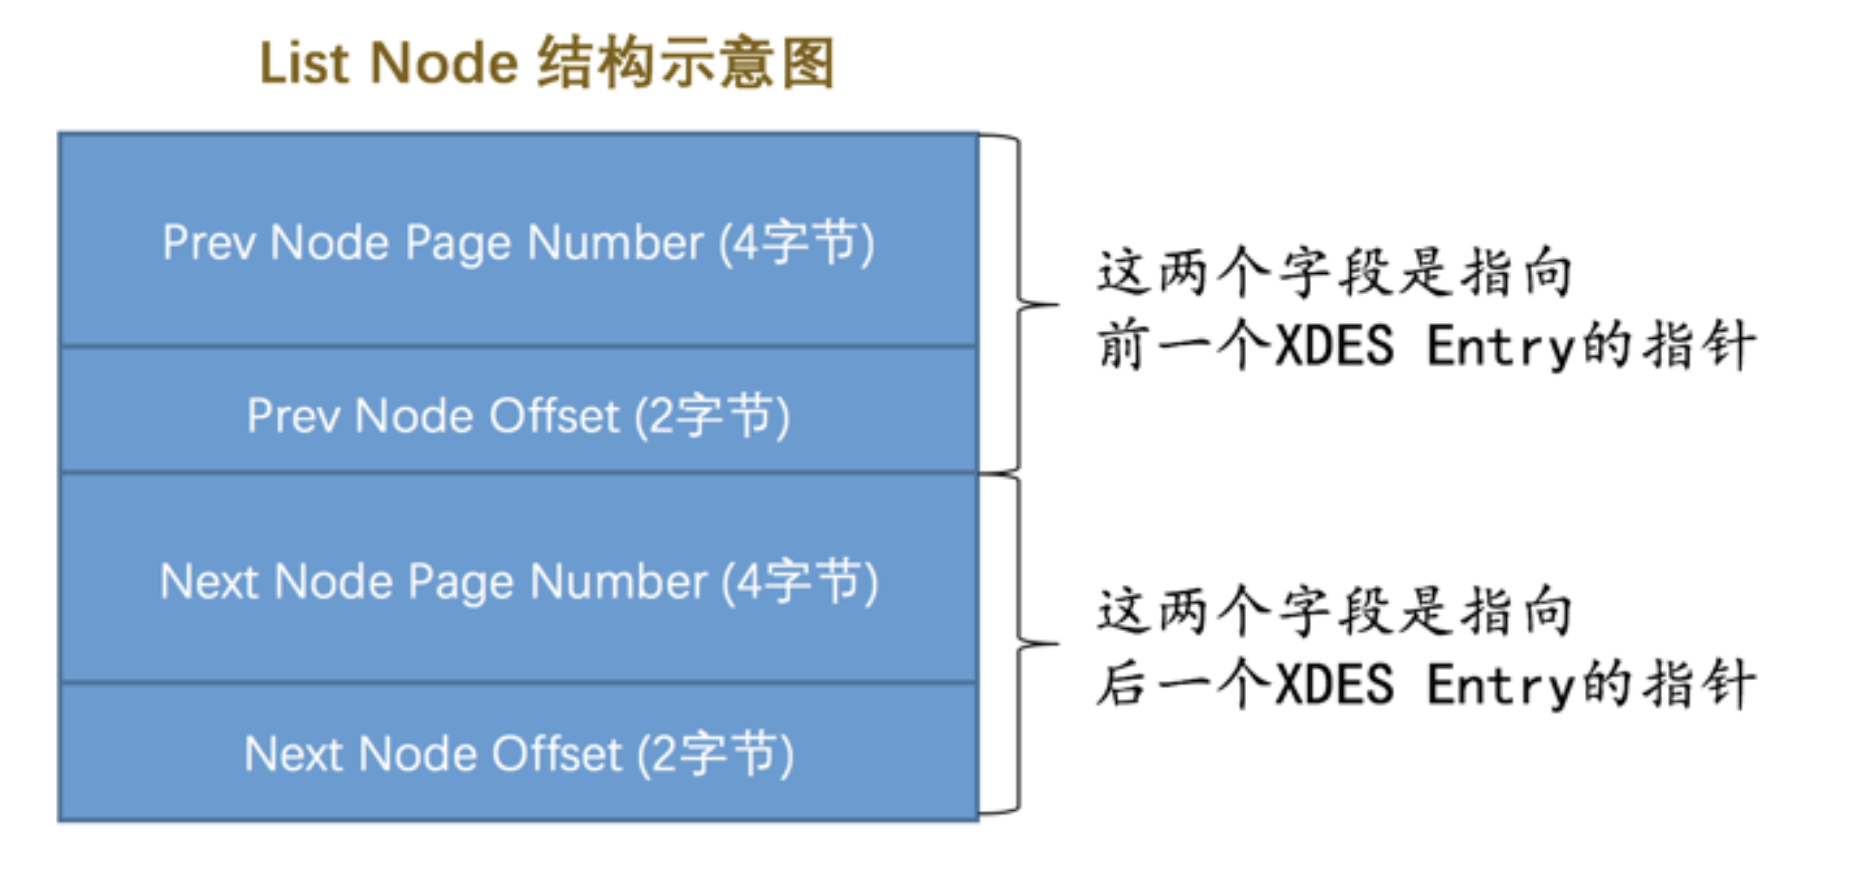 List Node 结构示意图
Prev Node Page Number (4字节)
Prev Node Offset (2字节)
这两个字段是指向
前一个XDES Entry的指针
Next Node Page Number (4字节)
Next Node Offset (2字节)
这两个字段是指向
后一个XDES Entry的指针